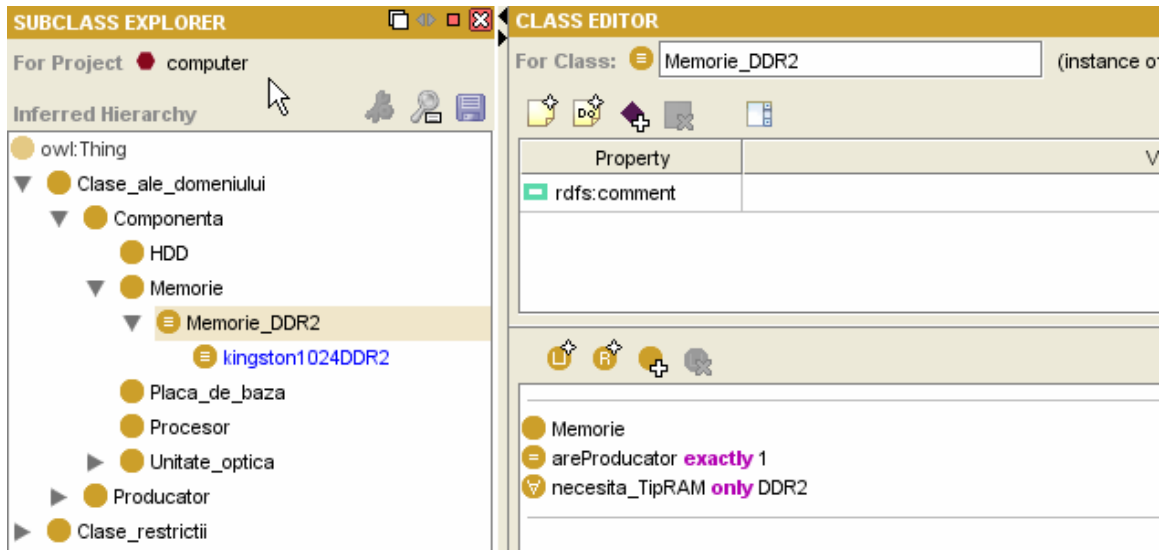 SUBCLASS EXPLORER
For Project computer
Inferred Hierarchy
owl:Thing
Clase_ale_domeniului
Componenta
HDD
Memorie
Memorie_DDR2
kingston1024DDR2
Placa_de_baza
Procesor
Unitate_optica
Producator
Clase_restrictii
CLASS EDITOR
For Class: Memorie_DDR2 (instance of
Property V
rdfs:comment
Memorie
areProducator exactly 1
necesita_TipRAM only DDR2